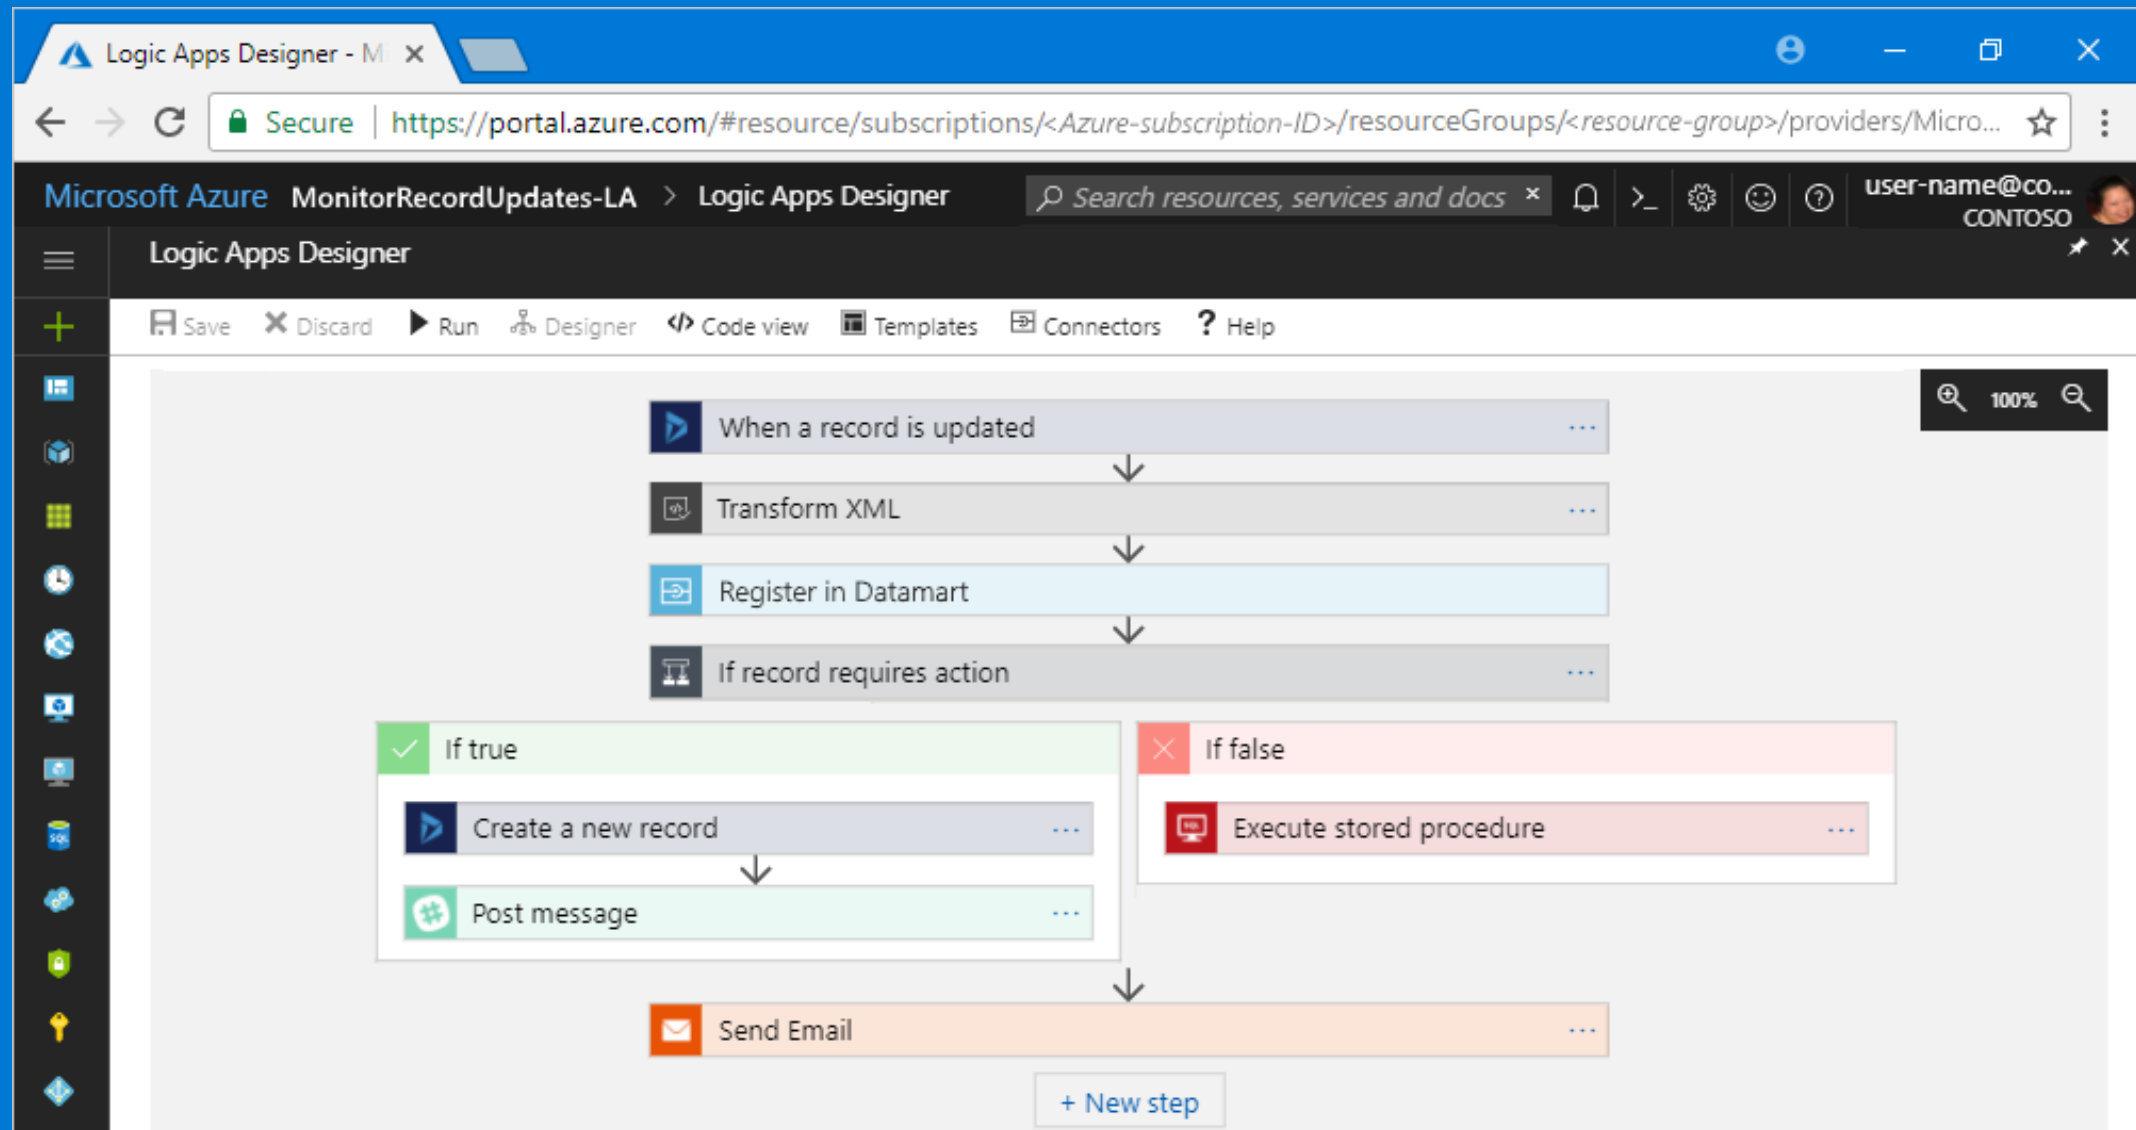 Logic Apps Designer - M
Secure | https://portal.azure.com/#resource/subscriptions/<Azure-subscription-ID>/resourceGroups/<resource-group>/providers/Micro...
Microsoft Azure MonitorRecordUpdates-LA > Logic Apps Designer Search resources, services and docs × user-name@co...
CONTOSO
Logic Apps Designer
Save Discard Run Designer Code view Templates Connectors ? Help
100%
When a record is updated ...
Transform XML ...
Register in Datamart
If record requires action ...
If true If false
Create a new record ... SQL Execute stored procedure ...
Post message ...
Send Email ...
+ New step
SQL